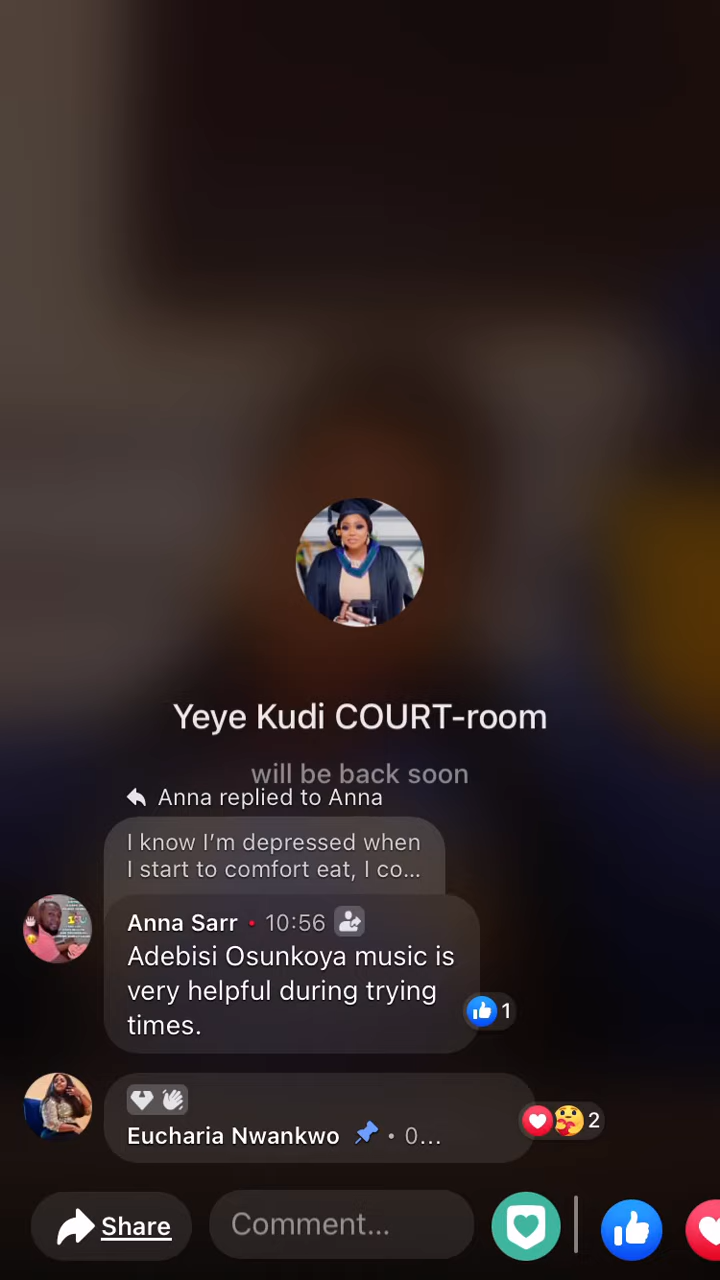 Yeye Kudi COURT-room
will be back soon
Anna replied to Anna
I know I’m depressed when
I start to comfort eat, I co...
Anna Sarr • 10:56
Adebisi Osunkoya music is
very helpful during trying
times.
1
Eucharia Nwankwo • 0...
2
Share
Comment...